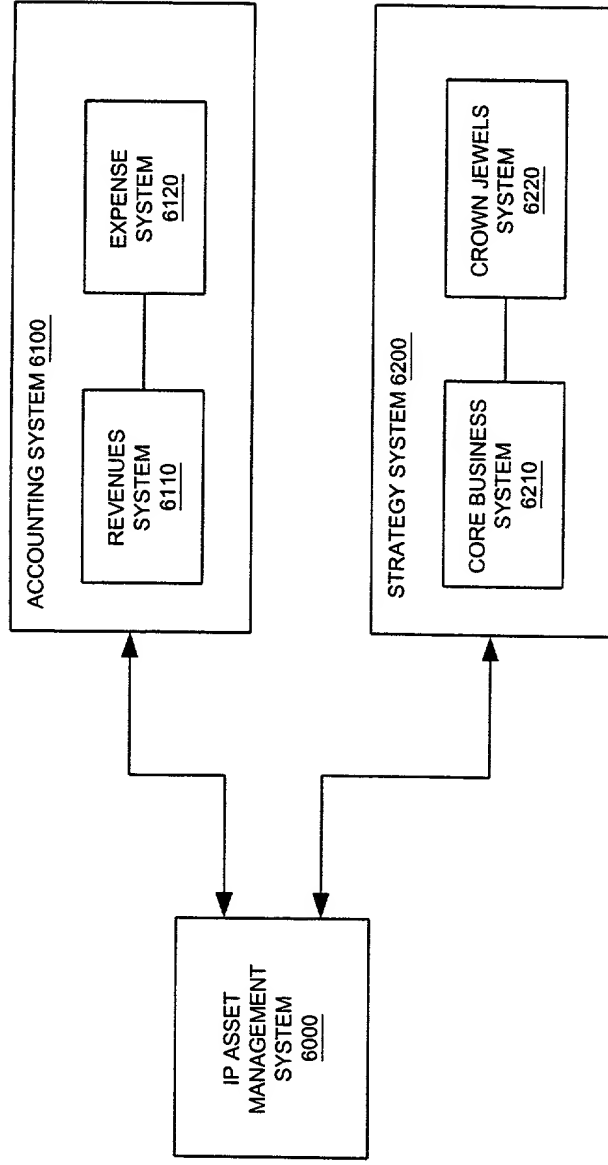 IP ASSET
MANAGEMENT
SYSTEM
6000
ACCOUNTING SYSTEM 6100
REVENUES
SYSTEM
6110
EXPENSE
SYSTEM
6120
STRATEGY SYSTEM 6200
CORE BUSINESS
SYSTEM
6210
CROWN JEWELS
SYSTEM
6220